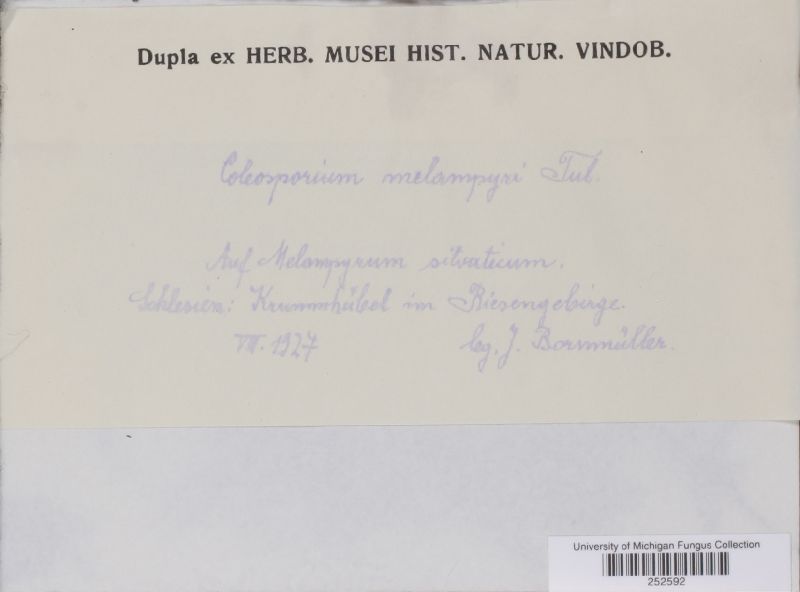 Dupla ex HERB. MUSEI HIST. NATUR. VINDOB.
Coleosporium melampyri Tul.
Auf Melampyrum silvaticum.
Schlesien: Krummhübel im Riesengebirge.
VII. 1927 leg. J. Bornmüller.
University of Michigan Fungus Collection
252592